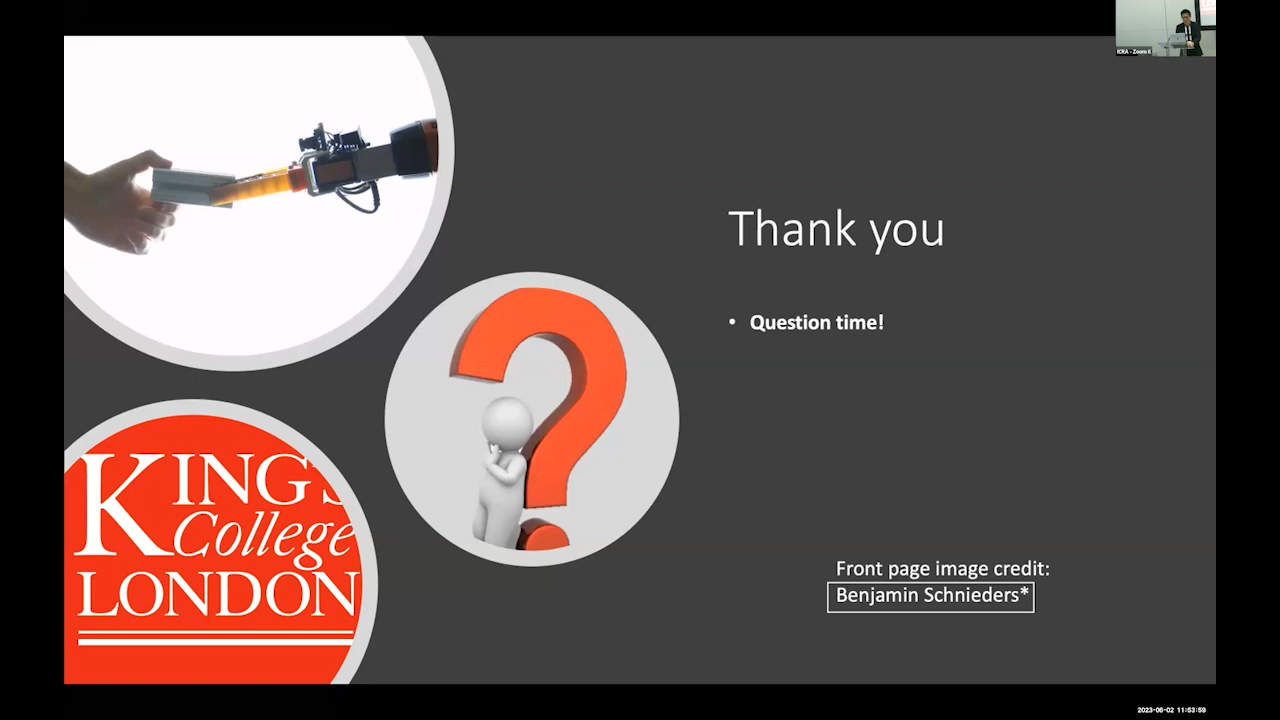 ICRA - Zoom 6
Thank you
• Question time!
KING'S
College
LONDON
Front page image credit:
Benjamin Schnieders*
2023-06-02 11:53:59